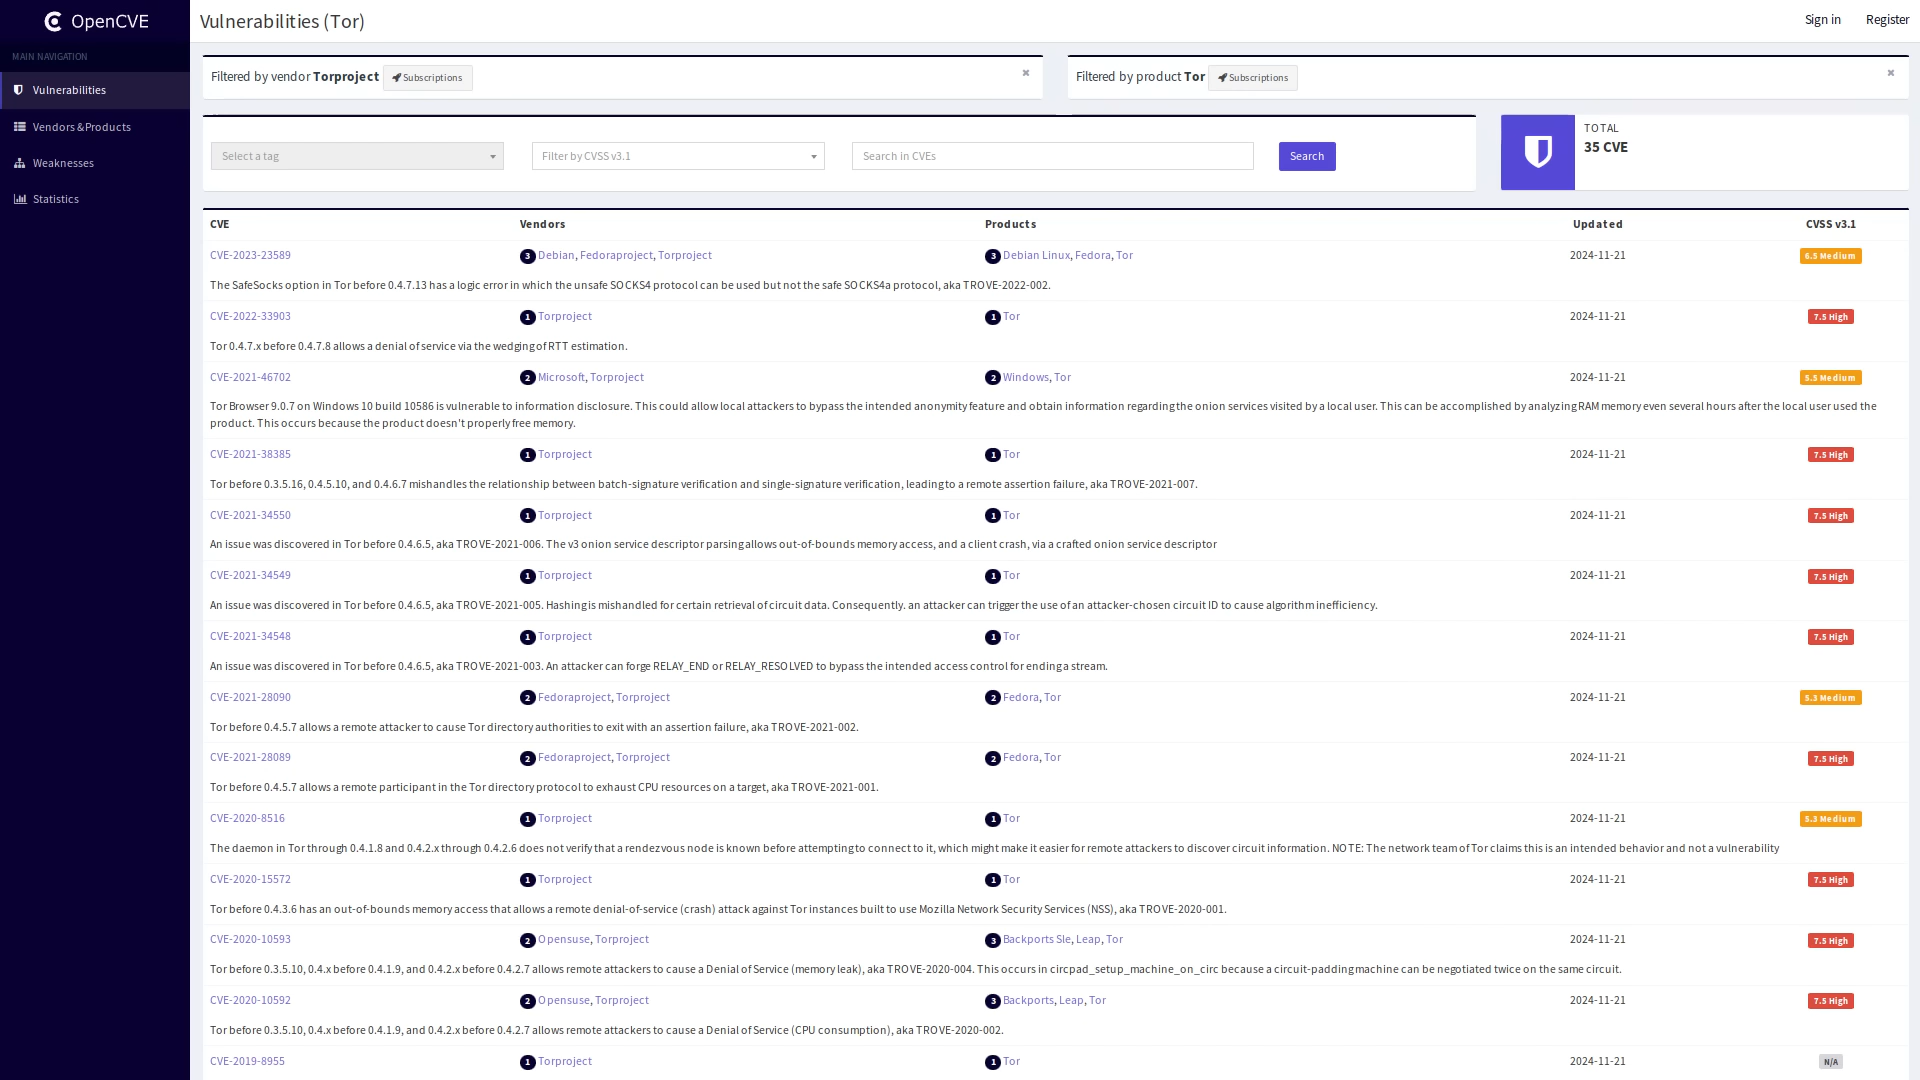 OpenCVE
Vulnerabilities (Tor)
Sign in
Register
MAIN NAVIGATION
Vulnerabilities
Vendors & Products
Weaknesses
Statistics
Filtered by vendor Torproject Subscriptions
Filtered by product Tor Subscriptions
Select a tag
Filter by CVSS v3.1
Search in CVEs
Search
TOTAL
35 CVE
CVE Vendors Products Updated CVSS v3.1
CVE-2023-23589 3 Debian, Fedoraproject, Torproject 3 Debian Linux, Fedora, Tor 2024-11-21 6.5 Medium
The SafeSocks option in Tor before 0.4.7.13 has a logic error in which the unsafe SOCKS4 protocol can be used but not the safe SOCKS4a protocol, aka TROVE-2022-002.
CVE-2022-33903 1 Torproject 1 Tor 2024-11-21 7.5 High
Tor 0.4.7.x before 0.4.7.8 allows a denial of service via the wedging of RTT estimation.
CVE-2021-46702 2 Microsoft, Torproject 2 Windows, Tor 2024-11-21 5.5 Medium
Tor Browser 9.0.7 on Windows 10 build 10586 is vulnerable to information disclosure. This could allow local attackers to bypass the intended anonymity feature and obtain information regarding the onion services visited by a local user. This can be accomplished by analyzing RAM memory even several hours after the local user used the
product. This occurs because the product doesn't properly free memory.
CVE-2021-38385 1 Torproject 1 Tor 2024-11-21 7.5 High
Tor before 0.3.5.16, 0.4.5.10, and 0.4.6.7 mishandles the relationship between batch-signature verification and single-signature verification, leading to a remote assertion failure, aka TROVE-2021-007.
CVE-2021-34550 1 Torproject 1 Tor 2024-11-21 7.5 High
An issue was discovered in Tor before 0.4.6.5, aka TROVE-2021-006. The v3 onion service descriptor parsing allows out-of-bounds memory access, and a client crash, via a crafted onion service descriptor
CVE-2021-34549 1 Torproject 1 Tor 2024-11-21 7.5 High
An issue was discovered in Tor before 0.4.6.5, aka TROVE-2021-005. Hashing is mishandled for certain retrieval of circuit data. Consequently. an attacker can trigger the use of an attacker-chosen circuit ID to cause algorithm inefficiency.
CVE-2021-34548 1 Torproject 1 Tor 2024-11-21 7.5 High
An issue was discovered in Tor before 0.4.6.5, aka TROVE-2021-003. An attacker can forge RELAY_END or RELAY_RESOLVED to bypass the intended access control for ending a stream.
CVE-2021-28090 2 Fedoraproject, Torproject 2 Fedora, Tor 2024-11-21 5.3 Medium
Tor before 0.4.5.7 allows a remote attacker to cause Tor directory authorities to exit with an assertion failure, aka TROVE-2021-002.
CVE-2021-28089 2 Fedoraproject, Torproject 2 Fedora, Tor 2024-11-21 7.5 High
Tor before 0.4.5.7 allows a remote participant in the Tor directory protocol to exhaust CPU resources on a target, aka TROVE-2021-001.
CVE-2020-8516 1 Torproject 1 Tor 2024-11-21 5.3 Medium
The daemon in Tor through 0.4.1.8 and 0.4.2.x through 0.4.2.6 does not verify that a rendezvous node is known before attempting to connect to it, which might make it easier for remote attackers to discover circuit information. NOTE: The network team of Tor claims this is an intended behavior and not a vulnerability
CVE-2020-15572 1 Torproject 1 Tor 2024-11-21 7.5 High
Tor before 0.4.3.6 has an out-of-bounds memory access that allows a remote denial-of-service (crash) attack against Tor instances built to use Mozilla Network Security Services (NSS), aka TROVE-2020-001.
CVE-2020-10593 2 Opensuse, Torproject 3 Backports Sle, Leap, Tor 2024-11-21 7.5 High
Tor before 0.3.5.10, 0.4.x before 0.4.1.9, and 0.4.2.x before 0.4.2.7 allows remote attackers to cause a Denial of Service (memory leak), aka TROVE-2020-004. This occurs in circpad_setup_machine_on_circ because a circuit-padding machine can be negotiated twice on the same circuit.
CVE-2020-10592 2 Opensuse, Torproject 3 Backports, Leap, Tor 2024-11-21 7.5 High
Tor before 0.3.5.10, 0.4.x before 0.4.1.9, and 0.4.2.x before 0.4.2.7 allows remote attackers to cause a Denial of Service (CPU consumption), aka TROVE-2020-002.
CVE-2019-8955 1 Torproject 1 Tor 2024-11-21 N/A